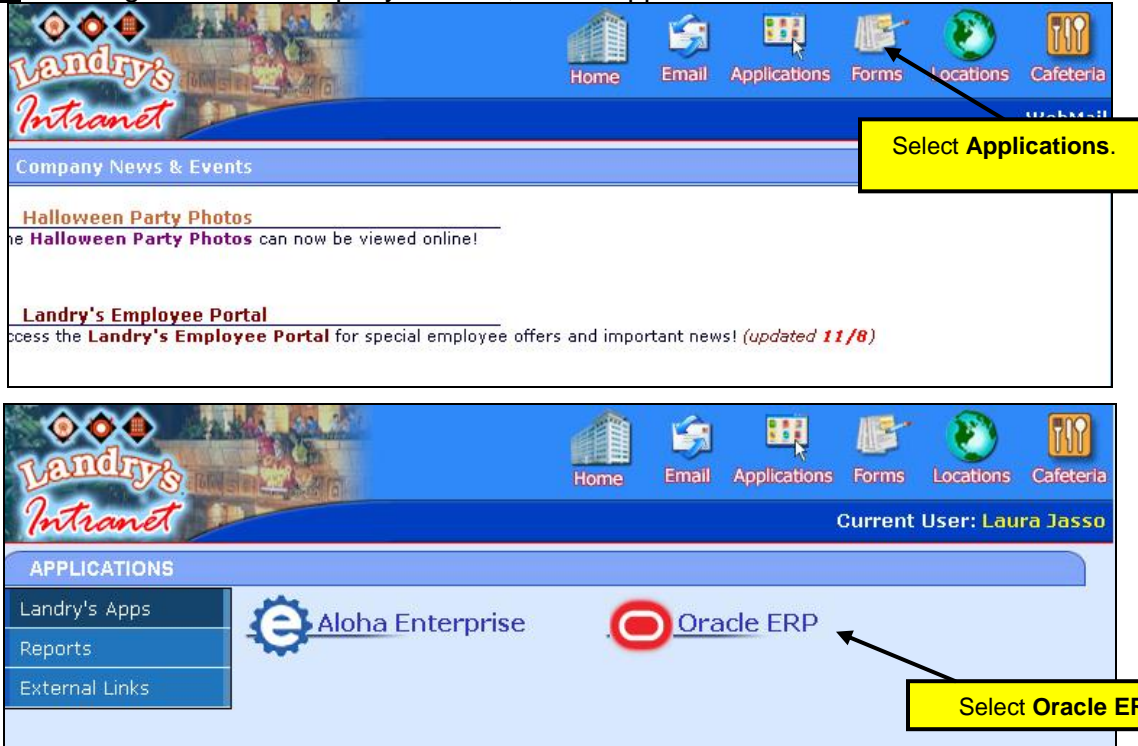 Landry's
Intranet
Home Email Applications Forms Locations Cafeteria
WebMail
Select Applications.
Company News & Events
Halloween Party Photos
Halloween Party Photos can now be viewed online!
Landry's Employee Portal
the Landry's Employee Portal for special employee offers and important news! (updated 11/8)
Landry's
Intranet
Home Email Applications Forms Locations Cafeteria
Current User: Laura Jasso
APPLICATIONS
Landry's Apps
Reports
External Links
Aloha Enterprise
Oracle ERP
Select Oracle